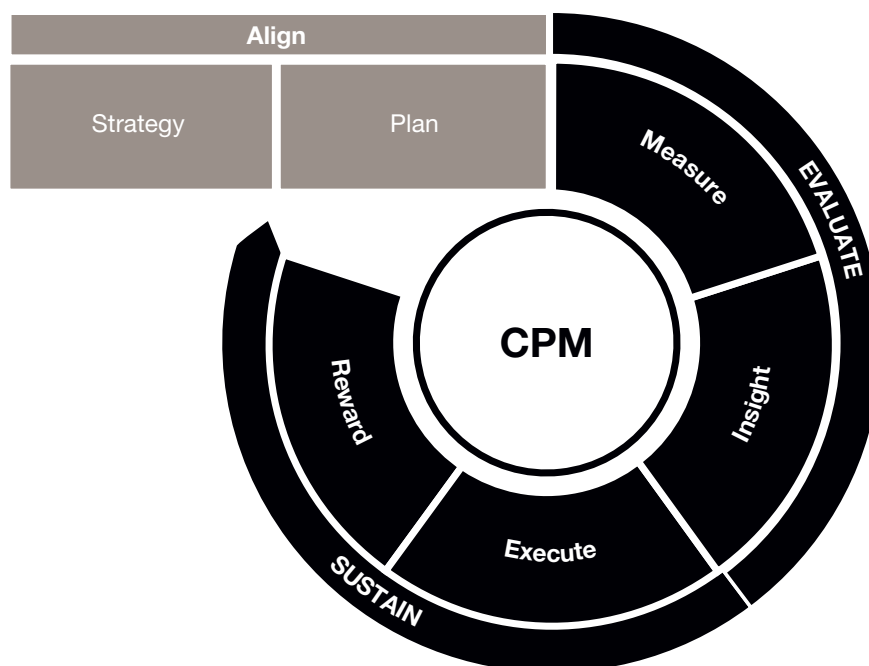 Align
Strategy
Plan
Measure
EVALUATE
Insight
Execute
SUSTAIN
Reward
CPM